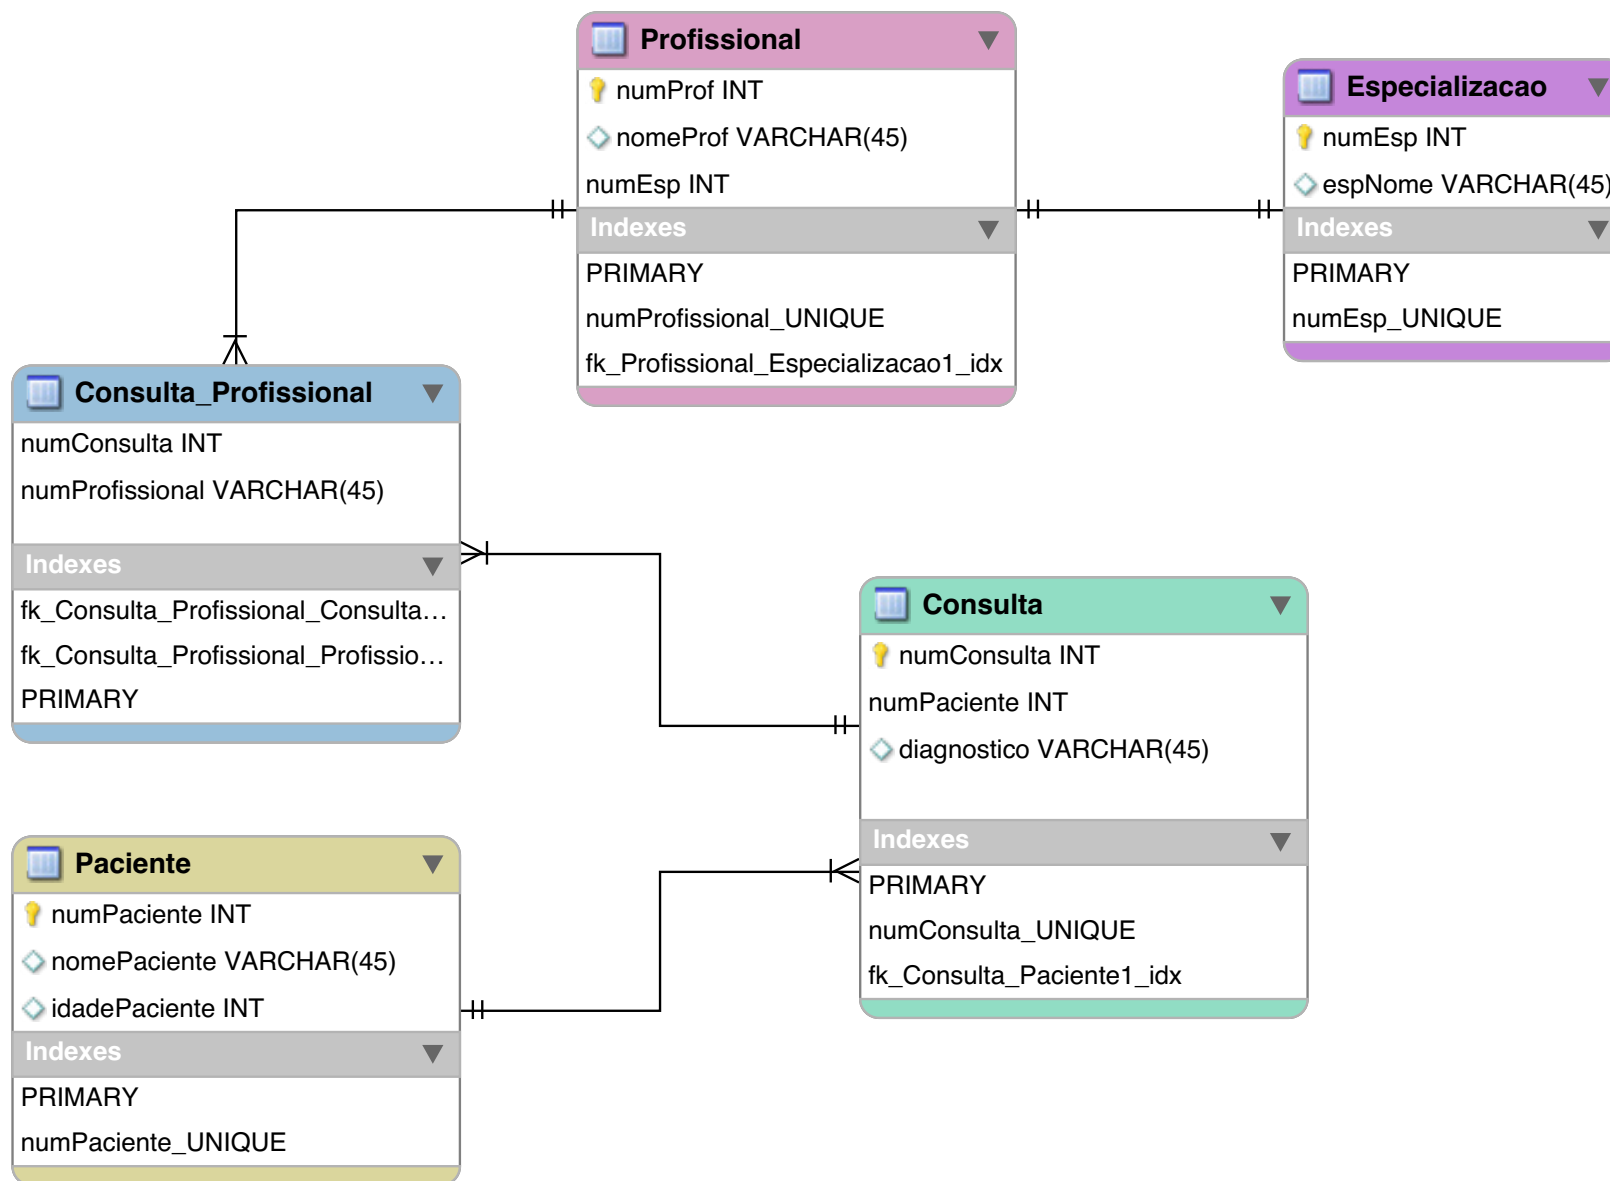 Profissional
numProf INT
nomeProf VARCHAR(45)
numEsp INT
Indexes
PRIMARY
numProfissional_UNIQUE
fk_Profissional_Especializacao1_idx
Especializacao
numEsp INT
espNome VARCHAR(45)
Indexes
PRIMARY
numEsp_UNIQUE
Consulta_Profissional
numConsulta INT
numProfissional VARCHAR(45)
Indexes
fk_Consulta_Profissional_Consulta…
fk_Consulta_Profissional_Profissio…
PRIMARY
Consulta
numConsulta INT
numPaciente INT
diagnostico VARCHAR(45)
Indexes
PRIMARY
numConsulta_UNIQUE
fk_Consulta_Paciente1_idx
Paciente
numPaciente INT
nomePaciente VARCHAR(45)
idadePaciente INT
Indexes
PRIMARY
numPaciente_UNIQUE